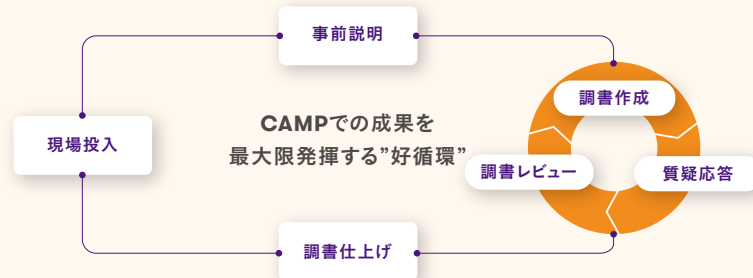 事前説明
調書作成
CAMPでの成果を
最大限発揮する”好循環”
現場投入
調書レビュー
質疑応答
調書仕上げ